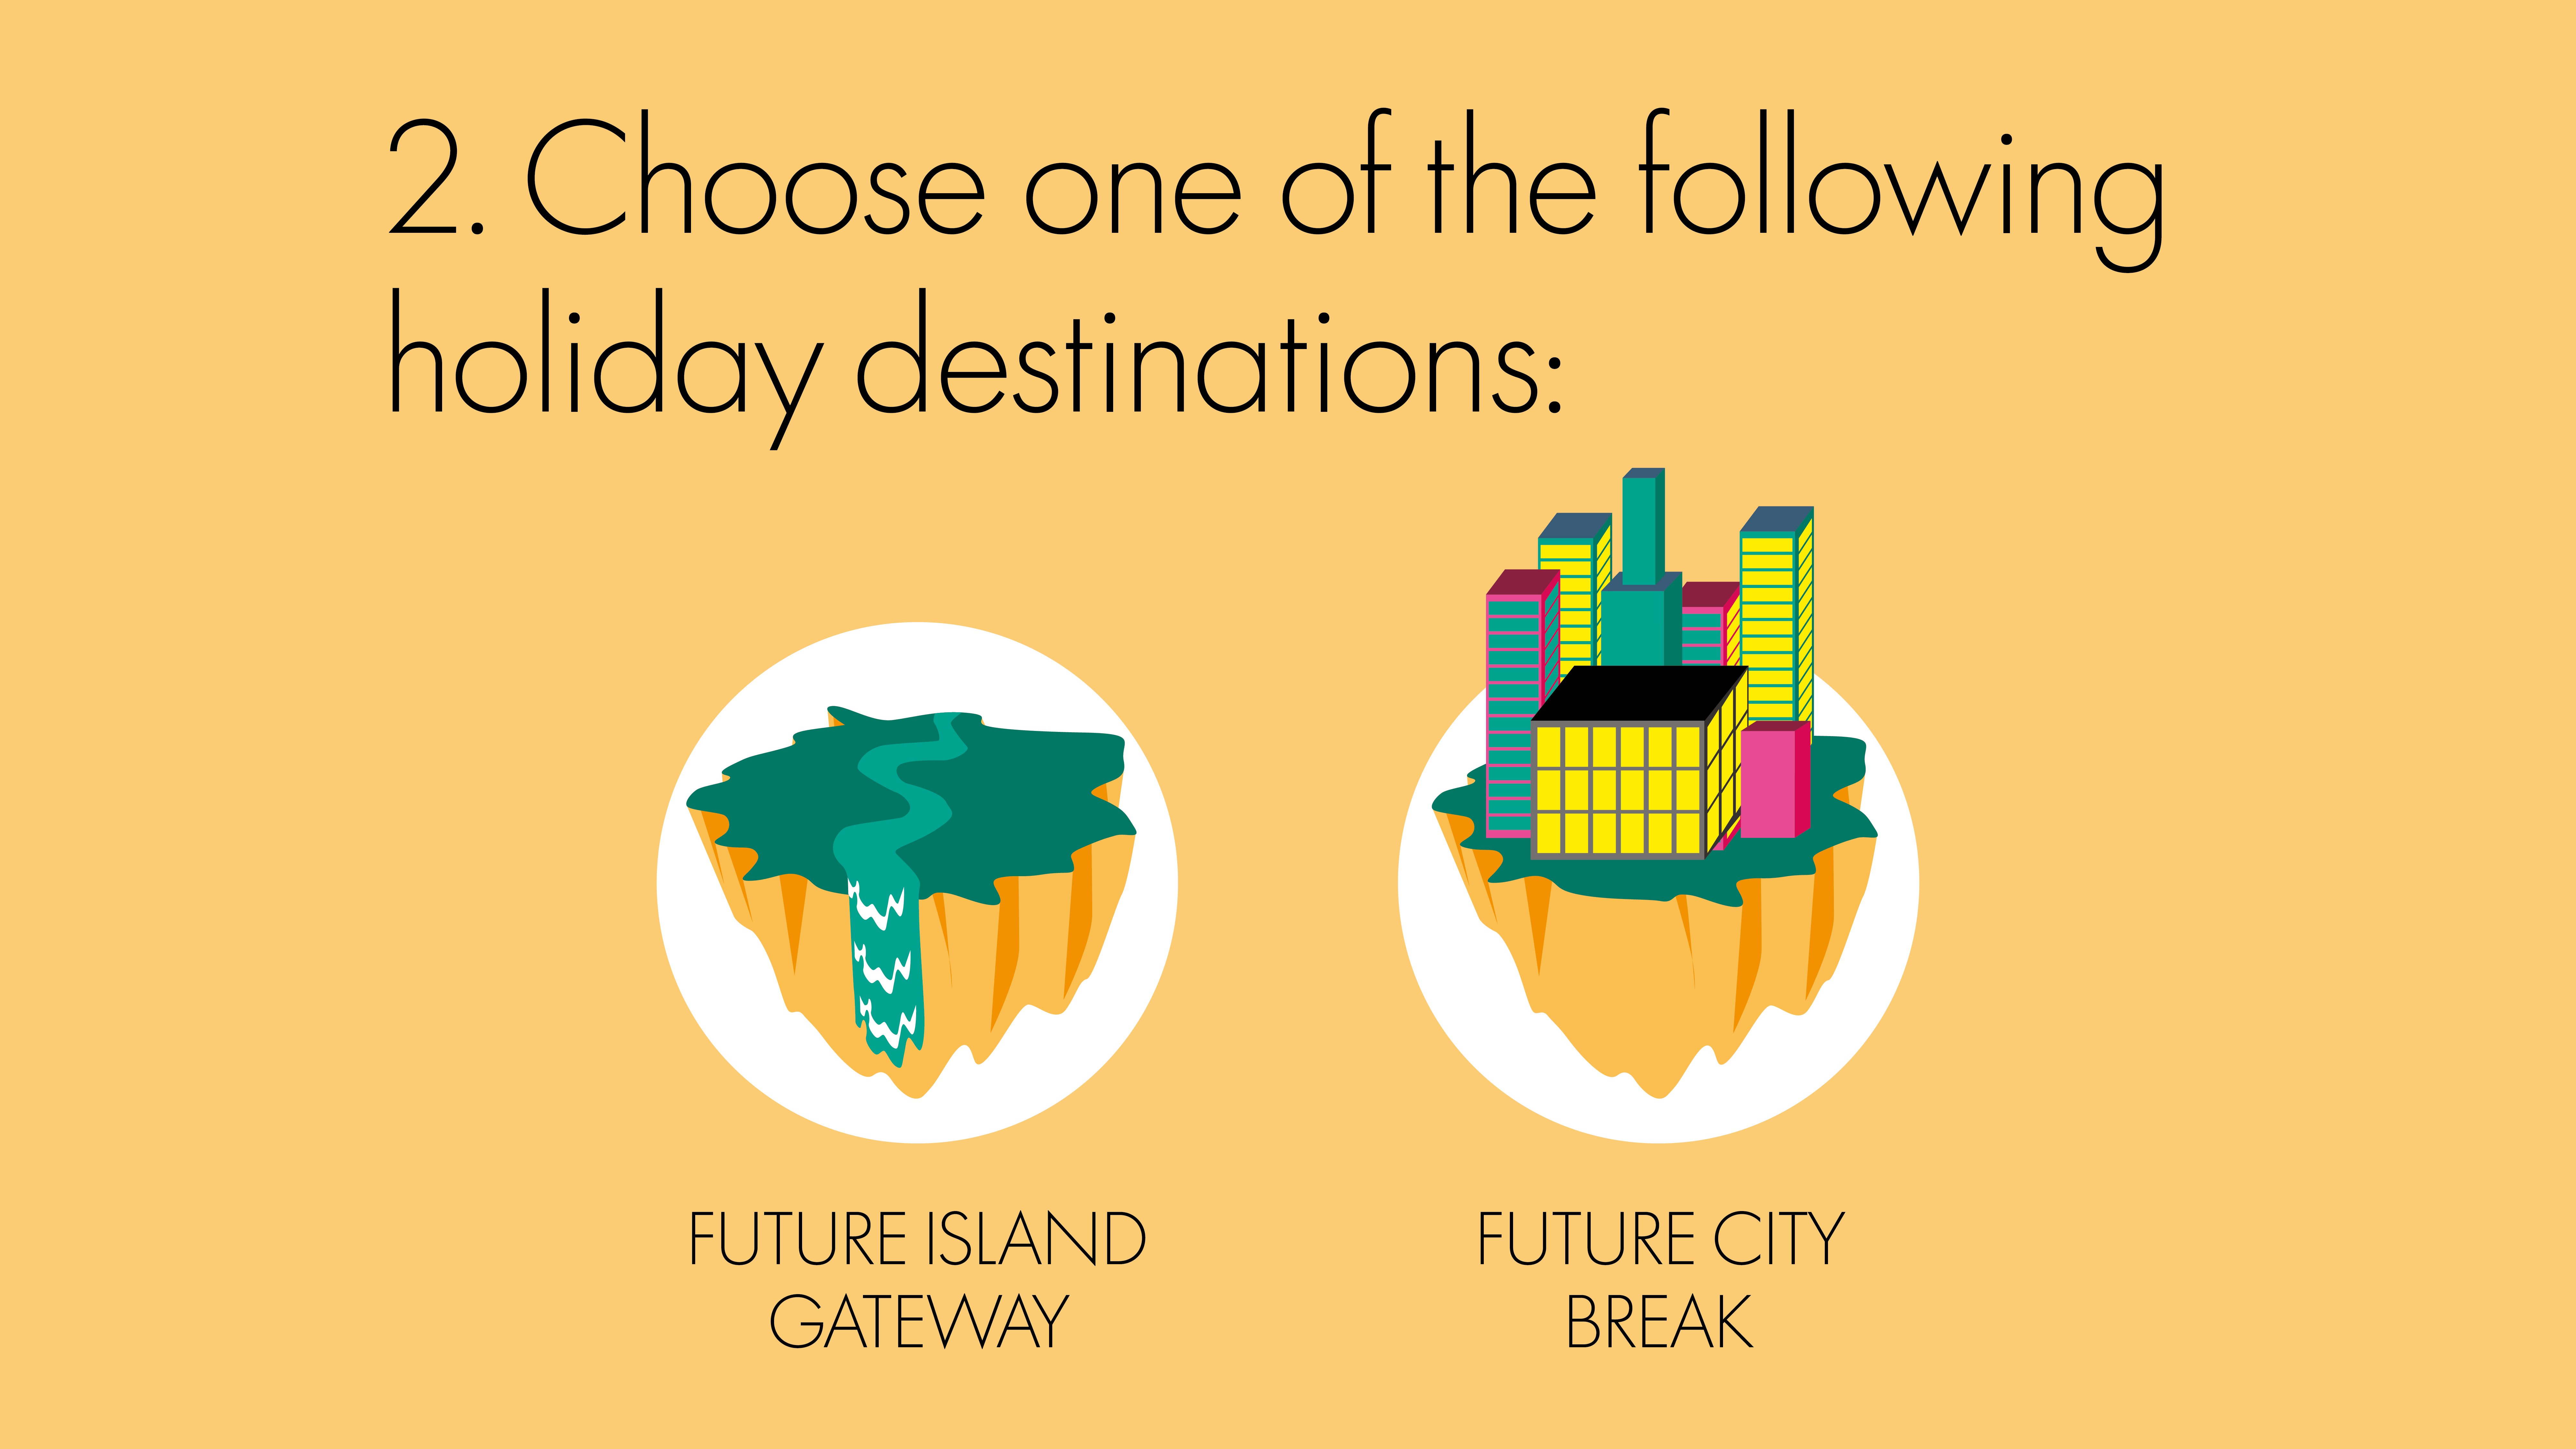 2. Choose one of the following
holiday destinations:
FUTURE ISLAND
GATEWAY
FUTURE CITY
BREAK